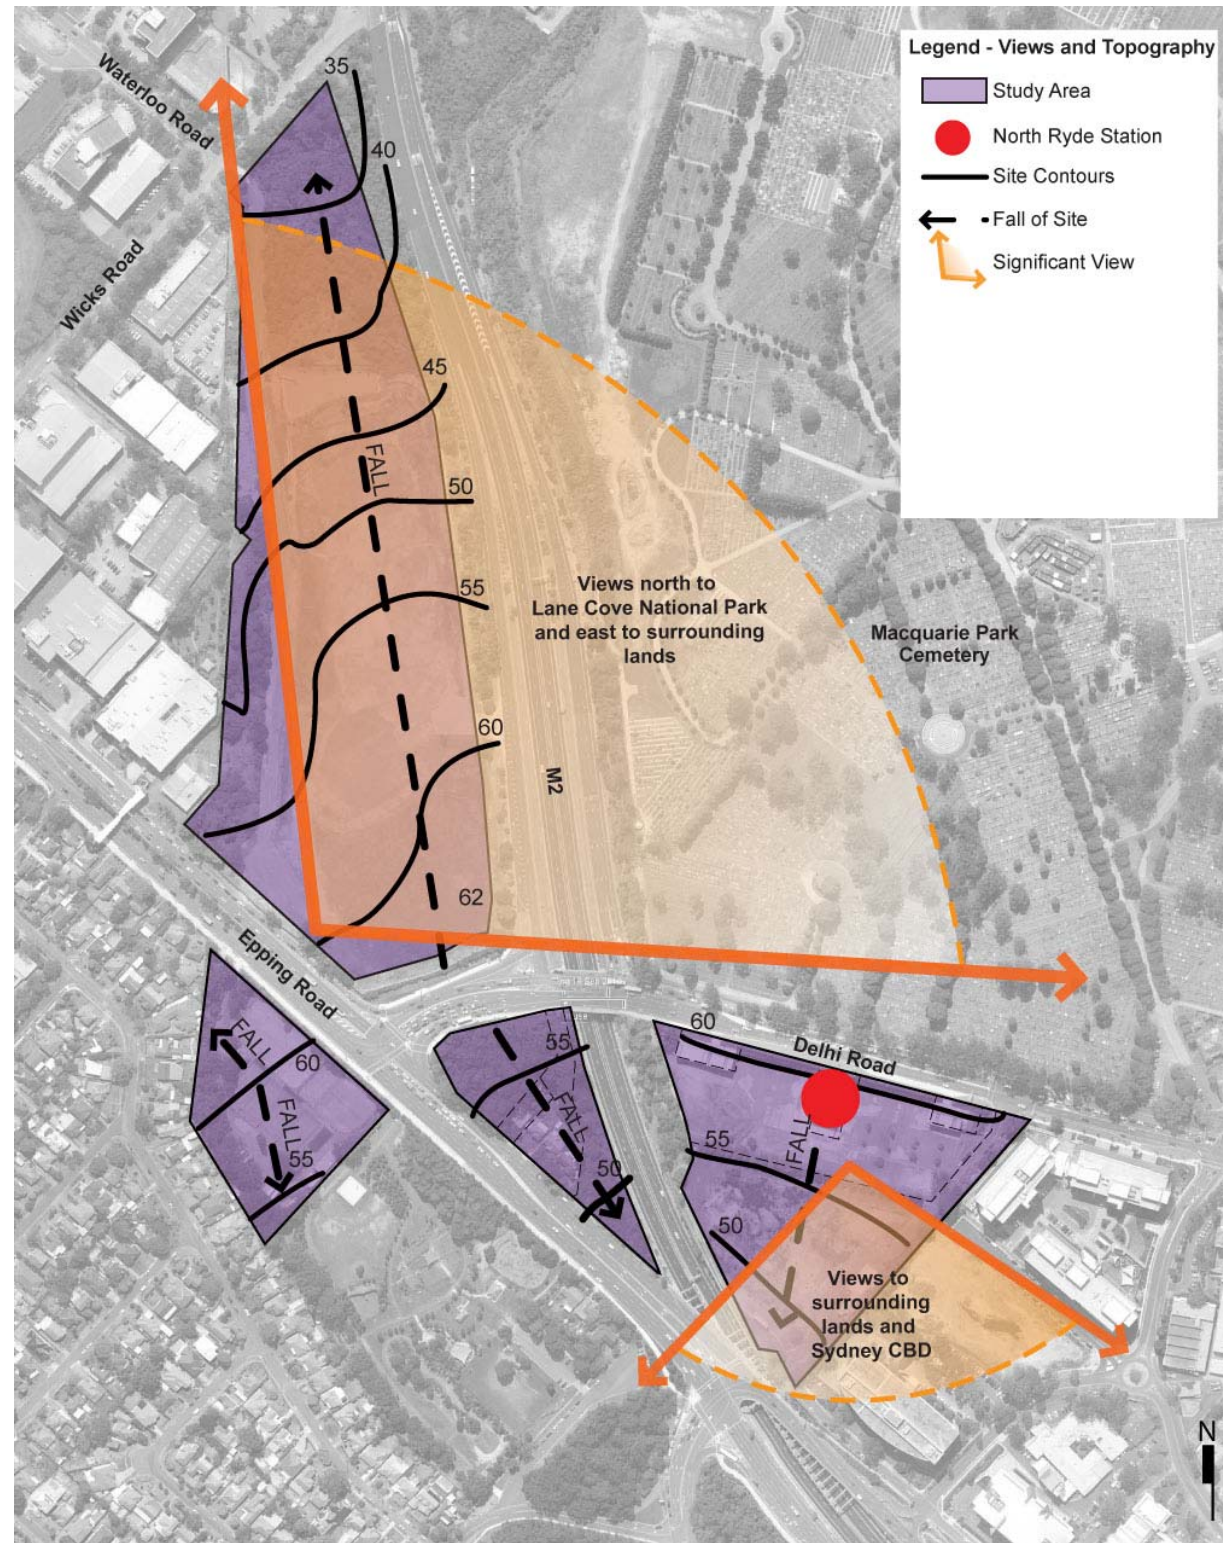 Legend - Views and Topography
Study Area
North Ryde Station
Site Contours
Fall of Site
Significant View
Waterloo Road
35
40
Wicks Road
45
FALL
50
55
Views north to
Lane Cove National Park
and east to surrounding
lands
Macquarie Park
Cemetery
60
M2
62
Epping Road
FALL
60
FALL
55
55
FALL
50
60
Delhi Road
FALL
55
50
Views to
surrounding
lands and
Sydney CBD
N